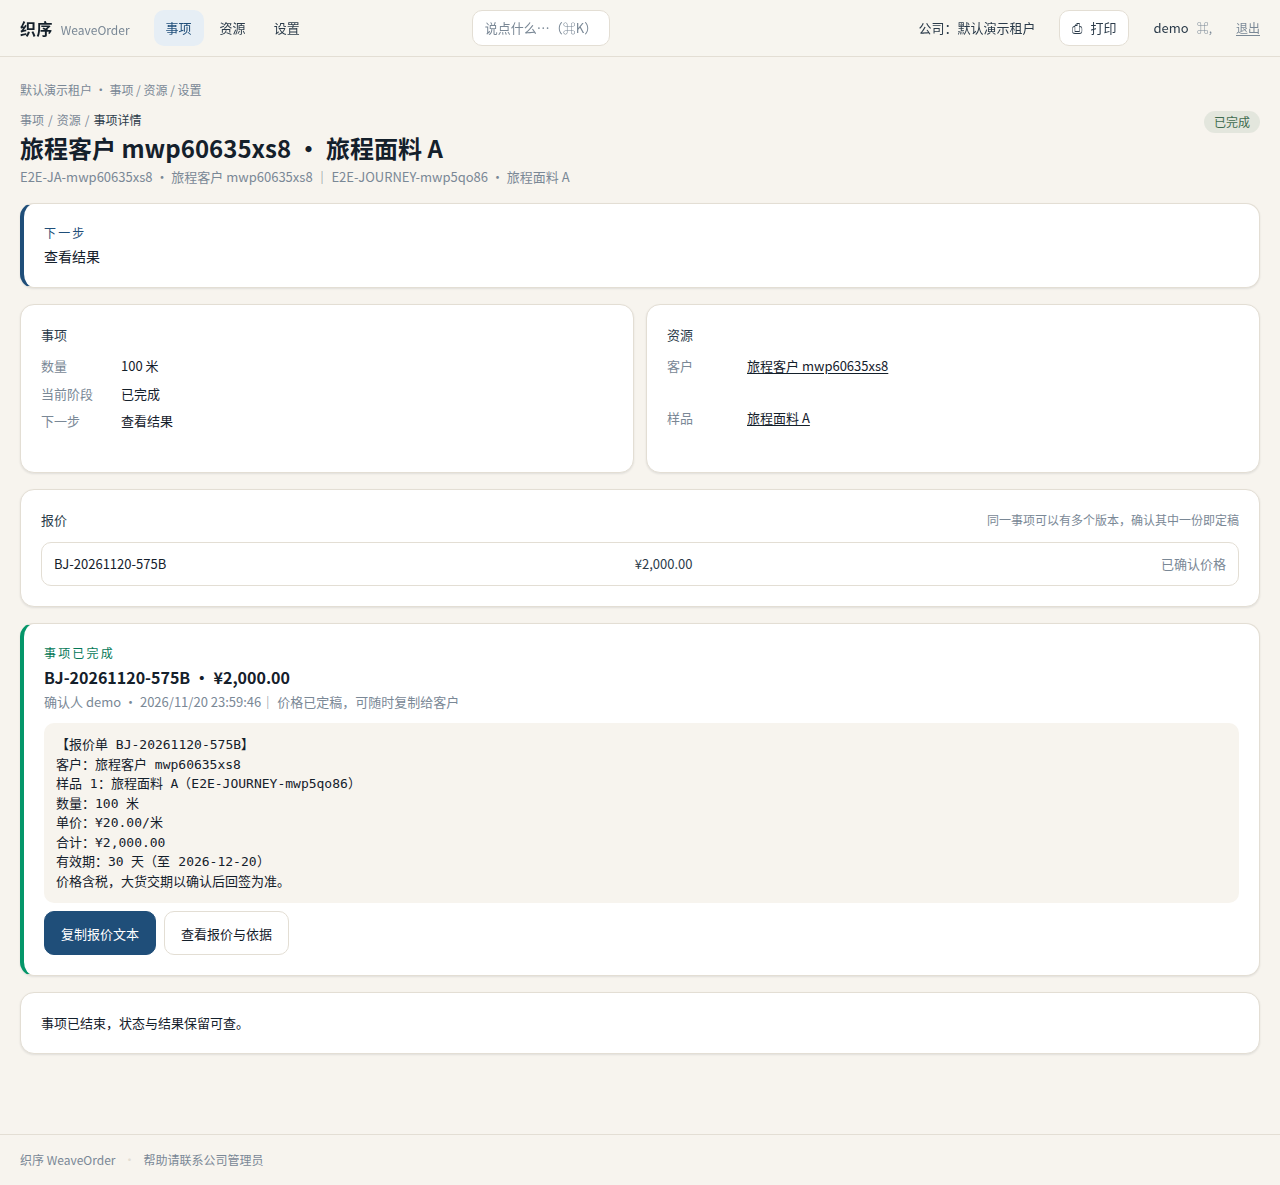 织序 WeaveOrder 事项 资源 设置 说点什么…（⌘K） 公司：默认演示租户 打印 demo ⌘, 退出
默认演示租户 · 事项 / 资源 / 设置
事项 / 资源 / 事项详情 已完成
旅程客户 mwp60635xs8 · 旅程面料 A
E2E-JA-mwp60635xs8 · 旅程客户 mwp60635xs8 | E2E-JOURNEY-mwp5qo86 · 旅程面料 A
下一步
查看结果
事项
数量 100 米
当前阶段 已完成
下一步 查看结果
资源
客户 旅程客户 mwp60635xs8
样品 旅程面料 A
报价 同一事项可以有多个版本，确认其中一份即定稿
BJ-20261120-575B ¥2,000.00 已确认价格
事项已完成
BJ-20261120-575B · ¥2,000.00
确认人 demo · 2026/11/20 23:59:46 | 价格已定稿，可随时复制给客户
【报价单 BJ-20261120-575B】
客户：旅程客户 mwp60635xs8
样品 1：旅程面料 A（E2E-JOURNEY-mwp5qo86）
数量：100 米
单价：¥20.00/米
合计：¥2,000.00
有效期：30 天（至 2026-12-20）
价格含税，大货交期以确认后回签为准。
复制报价文本 查看报价与依据
事项已结束，状态与结果保留可查。
织序 WeaveOrder · 帮助请联系公司管理员